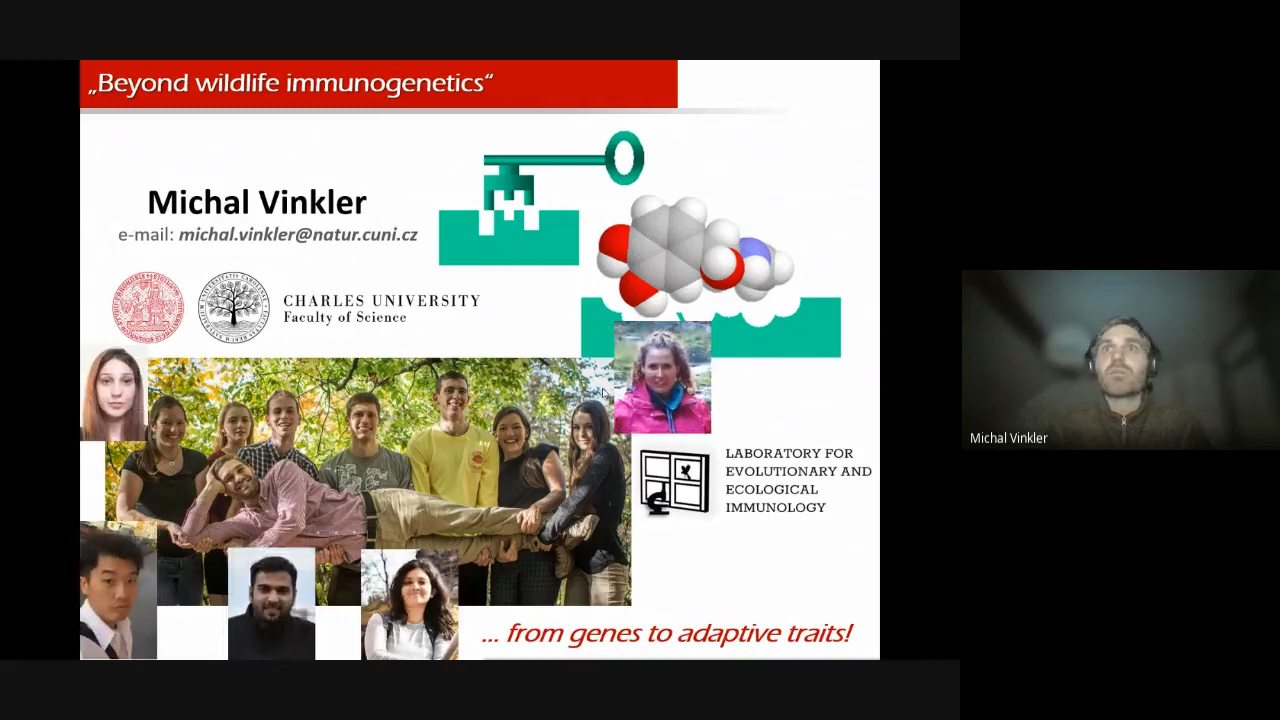 „Beyond wildlife immunogenetics“
Michal Vinkler
e-mail: michal.vinkler@natur.cuni.cz
CHARLES UNIVERSITY
Faculty of Science
LABORATORY FOR
EVOLUTIONARY AND
ECOLOGICAL
IMMUNOLOGY
... from genes to adaptive traits!
Michal Vinkler